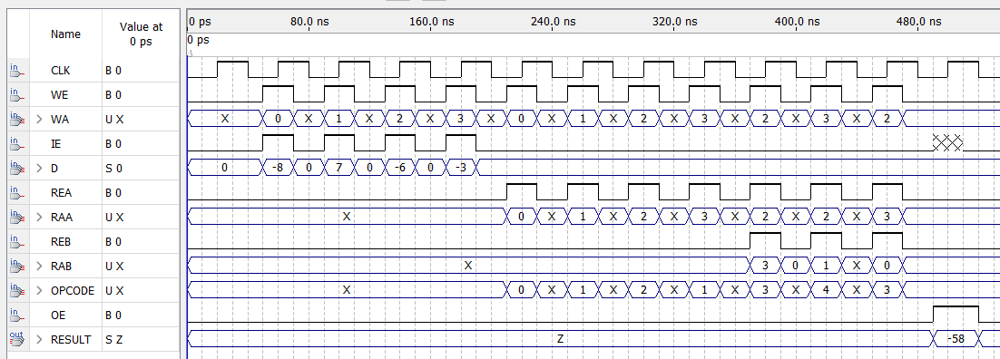 Name Value at 0 ps 0 ps 80.0 ns 160.0 ns 240.0 ns 320.0 ns 400.0 ns 480.0 ns
0 ps
in CLK B 0
in WE B 0
in > WA U X X 0 X 1 X 2 X 3 X 0 X 1 X 2 X 3 X 2 X 3 X 2
in IE B 0
in > D S 0 0 -8 0 7 0 -6 0 -3
in REA B 0
in > RAA U X X 0 X 1 X 2 X 3 X 2 X 2 X 3
in REB B 0
in > RAB U X X 3 0 1 X 0
in > OPCODE U X X 0 X 1 X 2 X 1 X 3 X 4 X 3
in OE B 0
out > RESULT S Z Z -58